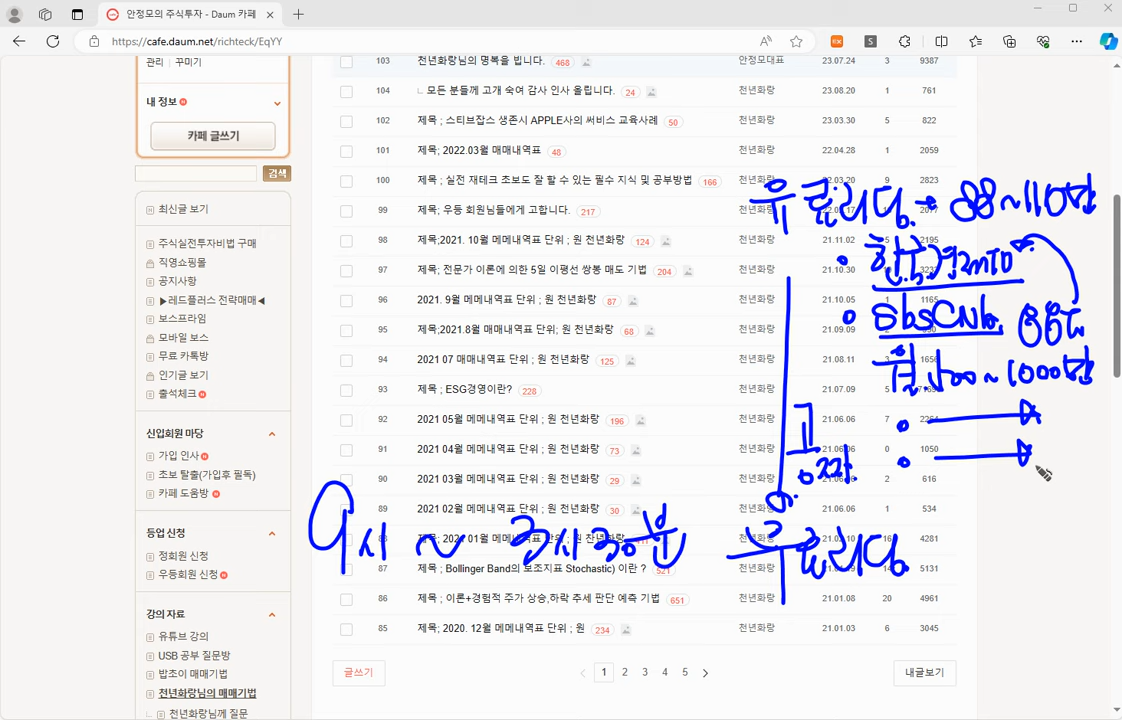 안정모의 주식투자 - Daum 카페
https://cafe.daum.net/richteck/EqYY
관리 | 꾸미기
내 정보
카페 글쓰기
검색
최신글 보기
주식실전투자비법 구매
직영쇼핑몰
공지사항
▶레드플러스 전략매매◀
보스프라임
모바일 보스
무료 카톡방
인기글 보기
출석체크
신입회원 마당
가입 인사
초보 탈출(가입후 필독)
카페 도움방
등업 신청
정회원 신청
우등회원 신청
강의 자료
유튜브 강의
USB 공부 질문방
밥초이 매매기법
천년화랑님의 매매기법
천년화랑님께 질문
103 천년화랑님의 명복을 빕니다. 468 안정모대표 23.07.24 3 9387
104 ㄴ 모든 분들께 고개 숙여 감사 인사 올립니다. 24 천년화랑 23.08.20 1 761
102 제목 ; 스티브잡스 생존시 APPLE사의 써비스 교육사례 50 천년화랑 23.03.30 5 822
101 제목; 2022.03월 매매내역표 48 천년화랑 22.04.28 1 2059
100 제목 ; 실전 재테크 초보도 잘 할 수 있는 필수 지식 및 공부방법 166 천년화랑 22.03.20 9 2823
99 제목 ; 우등 회원님들에게 고합니다. 217
98 제목;2021. 10월 메메내역표 단위 ; 원 천년화랑 124 천년화랑 21.11.02 5 2195
97 제목; 전문가 이론에 의한 5일 이평선 쌍봉 매도 기법 204 천년화랑 21.10.30
96 2021. 9월 메메내역표 단위 ; 원 천년화랑 87 천년화랑 21.10.05 1 1165
95 제목;2021.8월 매매내역표 단위; 원 천년화랑 68 천년화랑 21.09.09
94 2021 07 매매내역표 단위 ; 원 천년화랑 125 천년화랑 21.08.11 3
93 제목 ; ESG경영이란? 228 천년화랑 21.07.09 5
92 2021 05월 메메내역표 단위 ; 원 천년화랑 196 천년화랑 21.06.06 7 2264
91 2021 04월 메메내역표 단위 ; 원 천년화랑 73 천년화랑 21.06.06 0 1050
90 2021 03월 메메내역표 단위 ; 원 천년화랑 29 천년화랑 2 616
89 2021 02월 메메내역표 단위 ; 원 천년화랑 30 천년화랑 21.06.06 1 534
01월 메메내역표 단위 ; 원 찬년화랑 4281
87 제목 ; Bollinger Band의 보조지표 Stochastic) 이란 ? 521 5131
86 제목 ; 이론+경험적 주가 상승,하락 추세 판단 예측 기법 651 천년화랑 21.01.08 20 4961
85 제목; 2020. 12월 메메내역표 단위 ; 원 234 천년화랑 21.01.03 6 3045
글쓰기
1 2 3 4 5
내글보기
88~110만
SbsCNbc
월 500~1000만
9시 ~ 3시30분